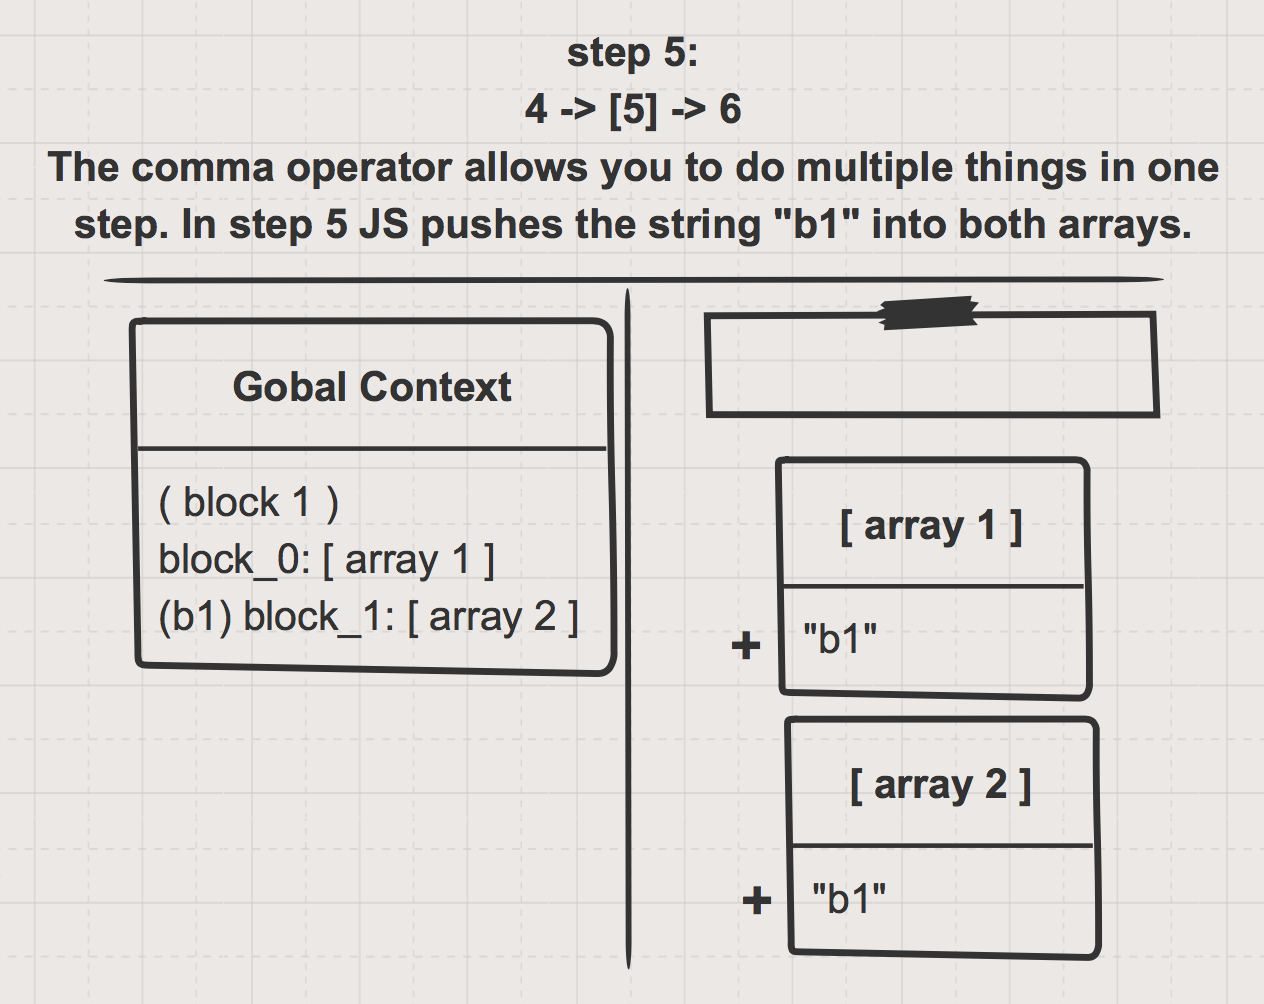 step 5:
4 -> [5] -> 6
The comma operator allows you to do multiple things in one
step. In step 5 JS pushes the string "b1" into both arrays.
Gobal Context
( block 1 )
block_0: [ array 1 ]
(b1) block_1: [ array 2 ]
[ array 1 ]
+ "b1"
[ array 2 ]
+ "b1"